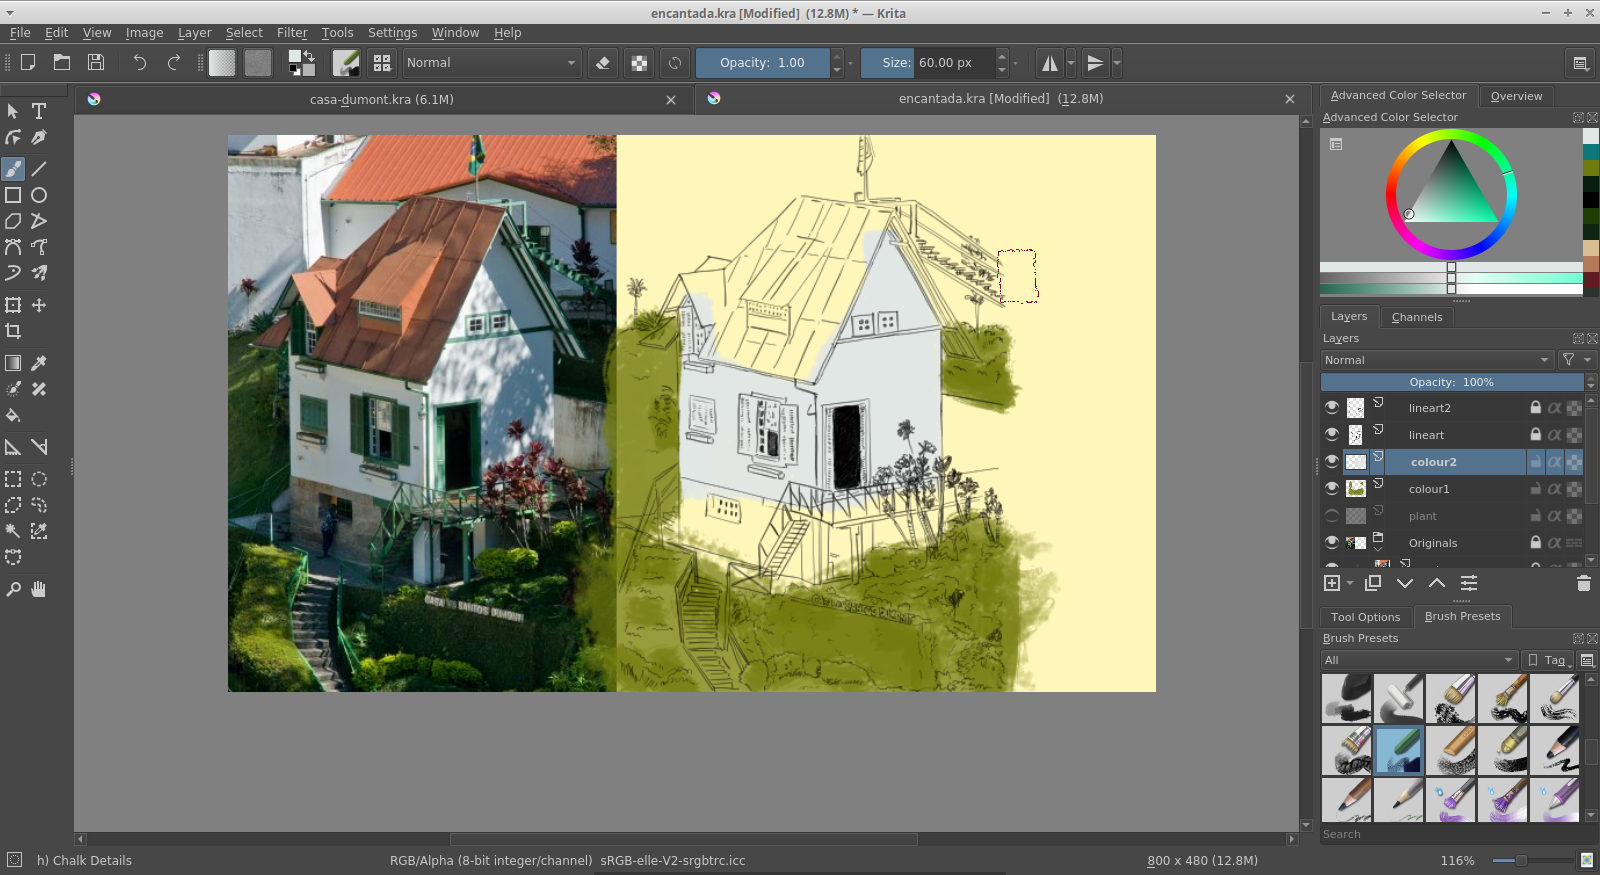 encantada.kra [Modified]  (12.8M) * — Krita
File Edit View Image Layer Select Filter Tools Settings Window Help
Normal Opacity: 1.00 Size: 60.00 px
casa-dumont.kra (6.1M)
encantada.kra [Modified]  (12.8M)
Advanced Color Selector Overview
Advanced Color Selector
Layers Channels
Layers
Normal
Opacity: 100%
lineart2
lineart
colour2
colour1
plant
Originals
Tool Options Brush Presets
Brush Presets
All Tag
Search
CASA DE SANTOS DUMONT
h) Chalk Details
RGB/Alpha (8-bit integer/channel)  sRGB-elle-V2-srgbtrc.icc
800 x 480 (12.8M)
116%